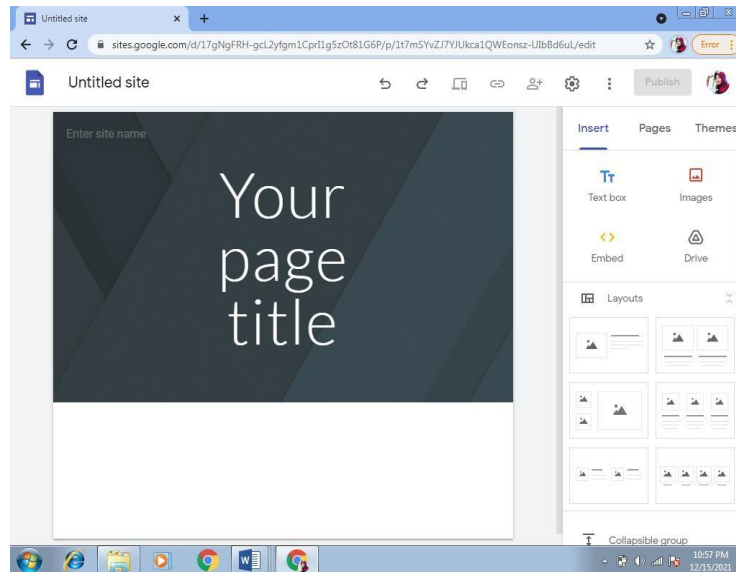 Untitled site
sites.google.com/d/17gNgFRH-gcL2yfgm1CprI1g5zOt81G6P/p/1t7mSYvZJ7YJUkca1QWEonsz-UIbBd6uL/edit
Error
Untitled site
Publish
Enter site name
Your
page
title
Insert Pages Themes
Text box Images
Embed Drive
Layouts
Collapsible group
10:57 PM
12/15/2021